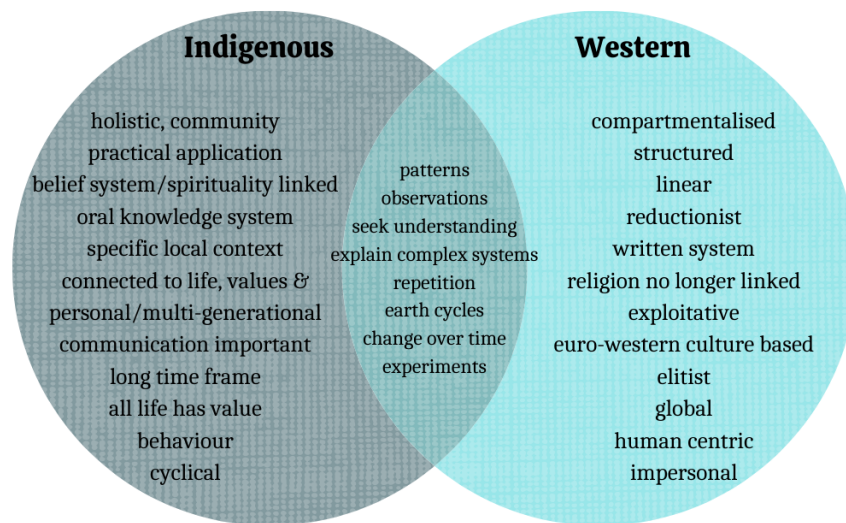 Indigenous
holistic, community
practical application
belief system/spirituality linked
oral knowledge system
specific local context
connected to life, values &
personal/multi-generational
communication important
long time frame
all life has value
behaviour
cyclical
patterns
observations
seek understanding
explain complex systems
repetition
earth cycles
change over time
experiments
Western
compartmentalised
structured
linear
reductionist
written system
religion no longer linked
exploitative
euro-western culture based
elitist
global
human centric
impersonal